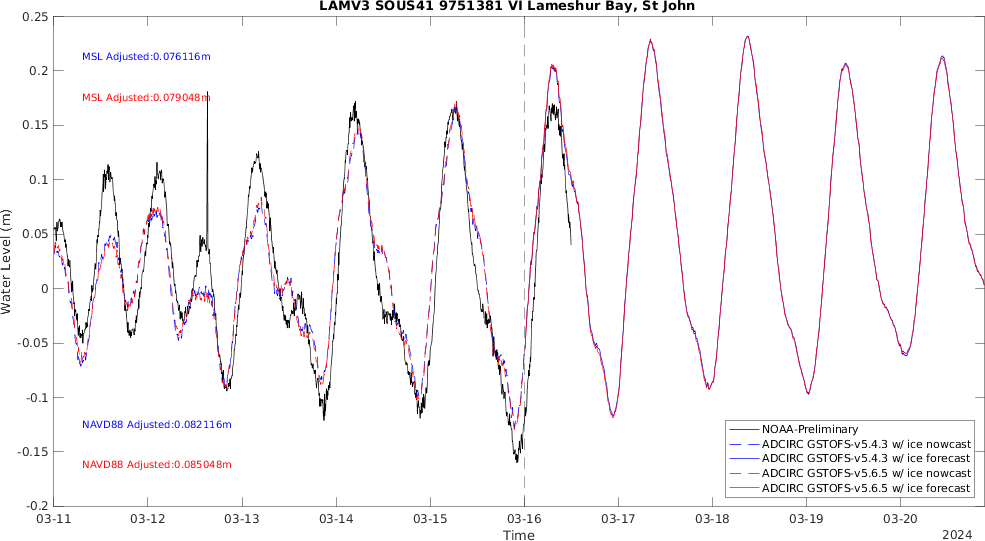 LAMV3 SOUS41 9751381 VI Lameshur Bay, St John
0.25
0.2
0.15
0.1
0.05
0
-0.05
-0.1
-0.15
-0.2
Water Level (m)
MSL Adjusted:0.076116m
MSL Adjusted:0.079048m
NAVD88 Adjusted:0.082116m
NAVD88 Adjusted:0.085048m
NOAA-Preliminary
ADCIRC GSTOFS-v5.4.3 w/ ice nowcast
ADCIRC GSTOFS-v5.4.3 w/ ice forecast
ADCIRC GSTOFS-v5.6.5 w/ ice nowcast
ADCIRC GSTOFS-v5.6.5 w/ ice forecast
03-11 03-12 03-13 03-14 03-15 03-16 03-17 03-18 03-19 03-20
Time
2024